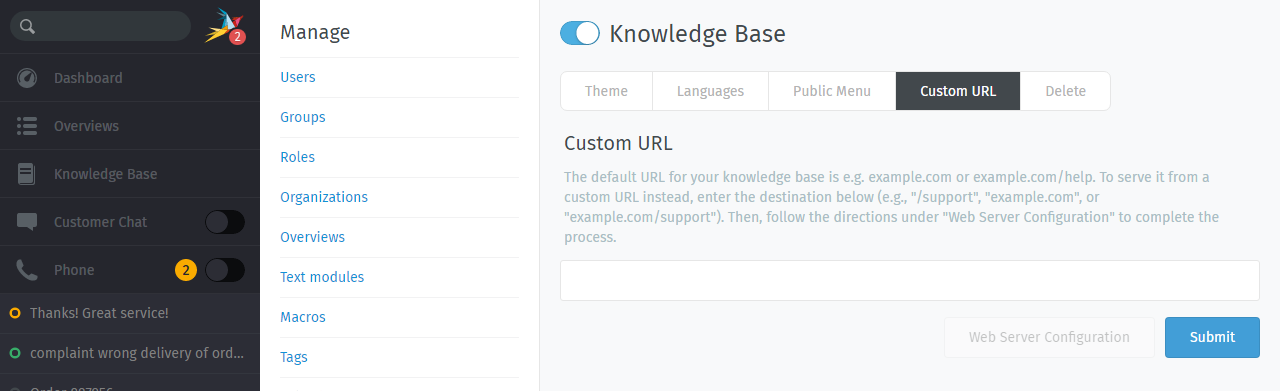 2
Dashboard
Overviews
Knowledge Base
Customer Chat
Phone 2
Thanks! Great service!
complaint wrong delivery of ord...
Manage
Users
Groups
Roles
Organizations
Overviews
Text modules
Macros
Tags
Knowledge Base
Theme Languages Public Menu Custom URL Delete
Custom URL
The default URL for your knowledge base is e.g. example.com or example.com/help. To serve it from a
custom URL instead, enter the destination below (e.g., "/support", "example.com", or
"example.com/support"). Then, follow the directions under "Web Server Configuration" to complete the
process.
Web Server Configuration Submit